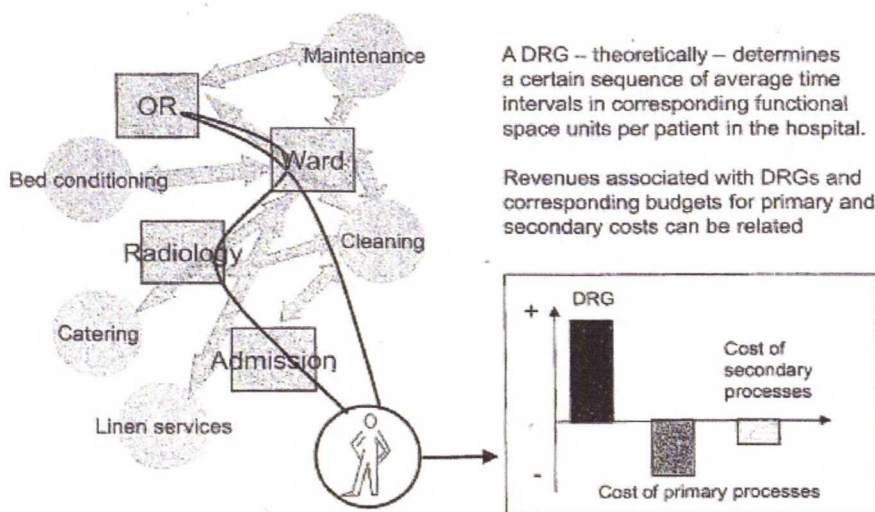 Maintenance
OR
Ward
Bed conditioning
Radiology
Cleaning
Catering
Admission
Linen services
A DRG – theoretically – determines
a certain sequence of average time
intervals in corresponding functional
space units per patient in the hospital.
Revenues associated with DRGs and
corresponding budgets for primary and
secondary costs can be related
+
DRG
Cost of
secondary
processes
-
Cost of primary processes